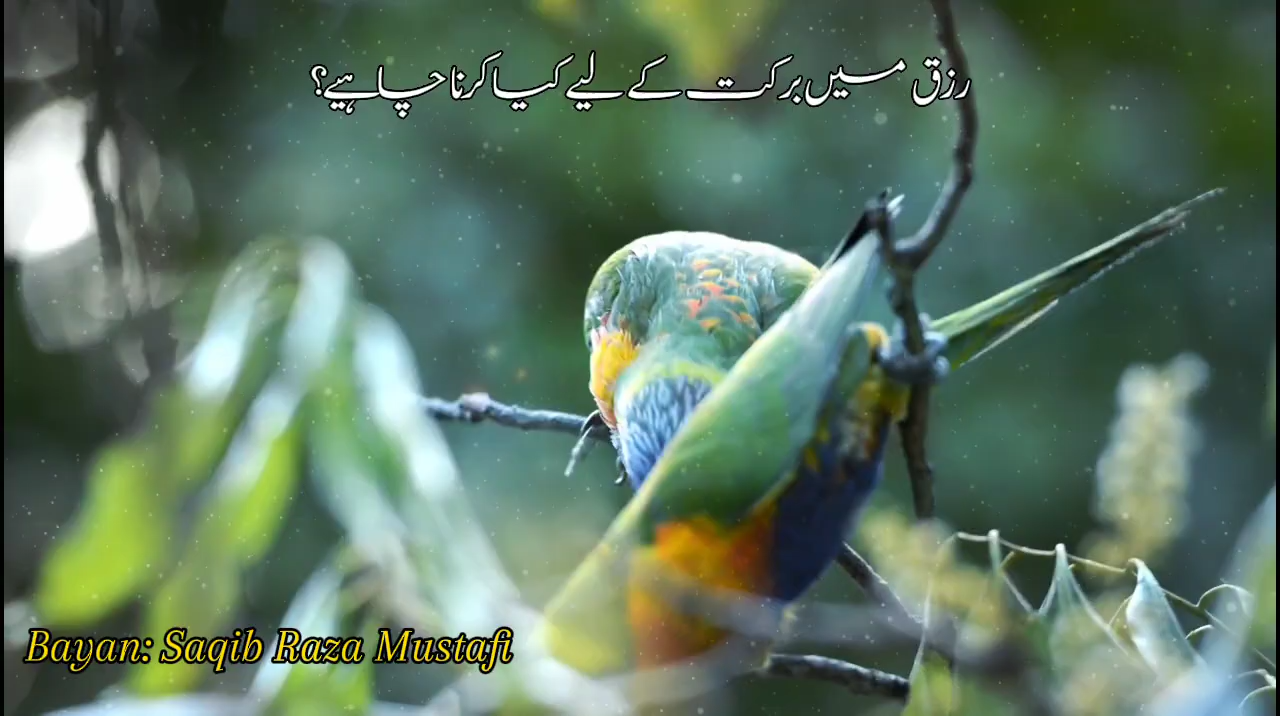 رزق میں برکت کے لیے کیا کرنا چاہیے؟
Bayan: Saqib Raza Mustafi